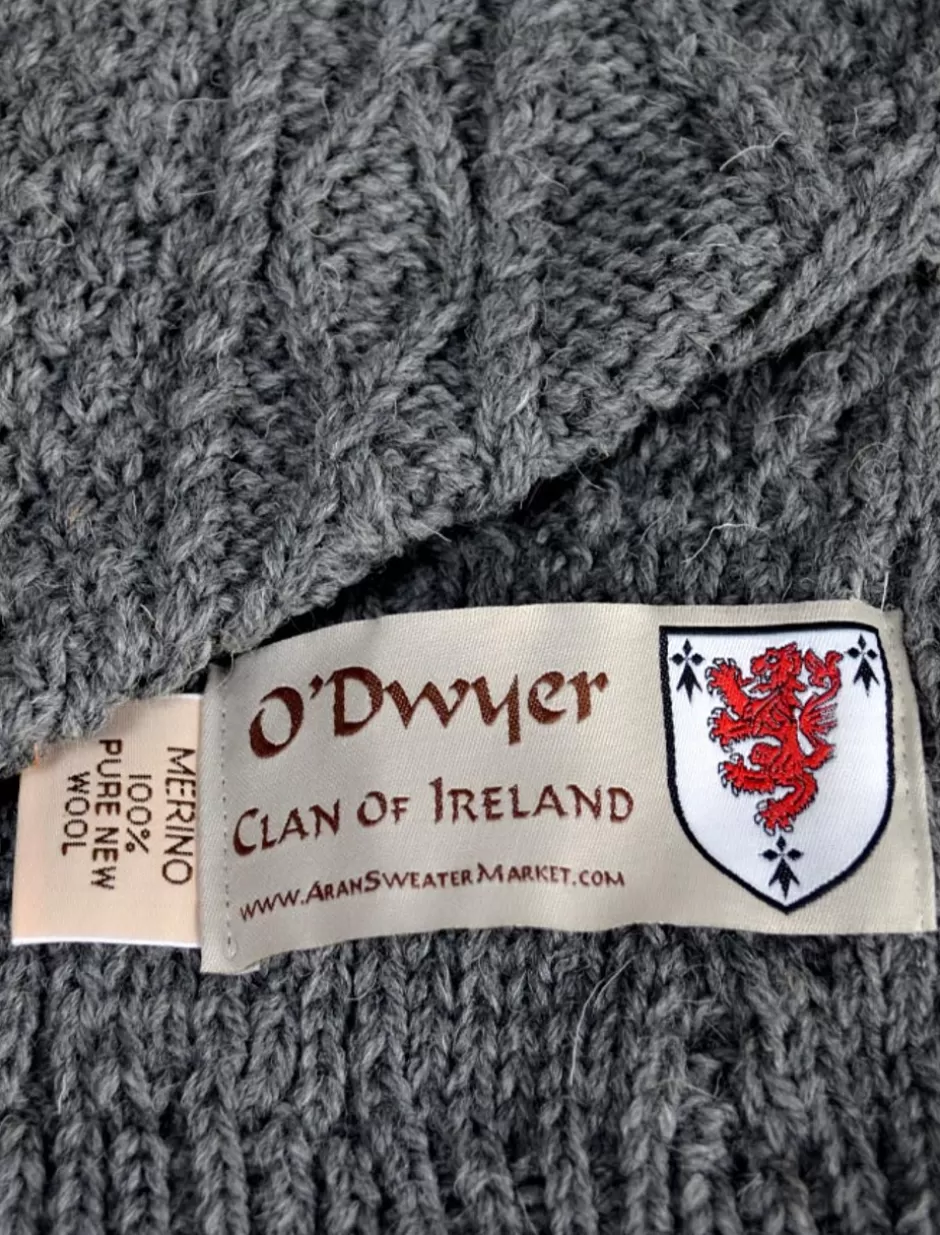 O'Dwyer
CLAN OF IRELAND
WWW.ARANSWEATERMARKET.COM
MERINO
100%
PURE NEW
WOOL